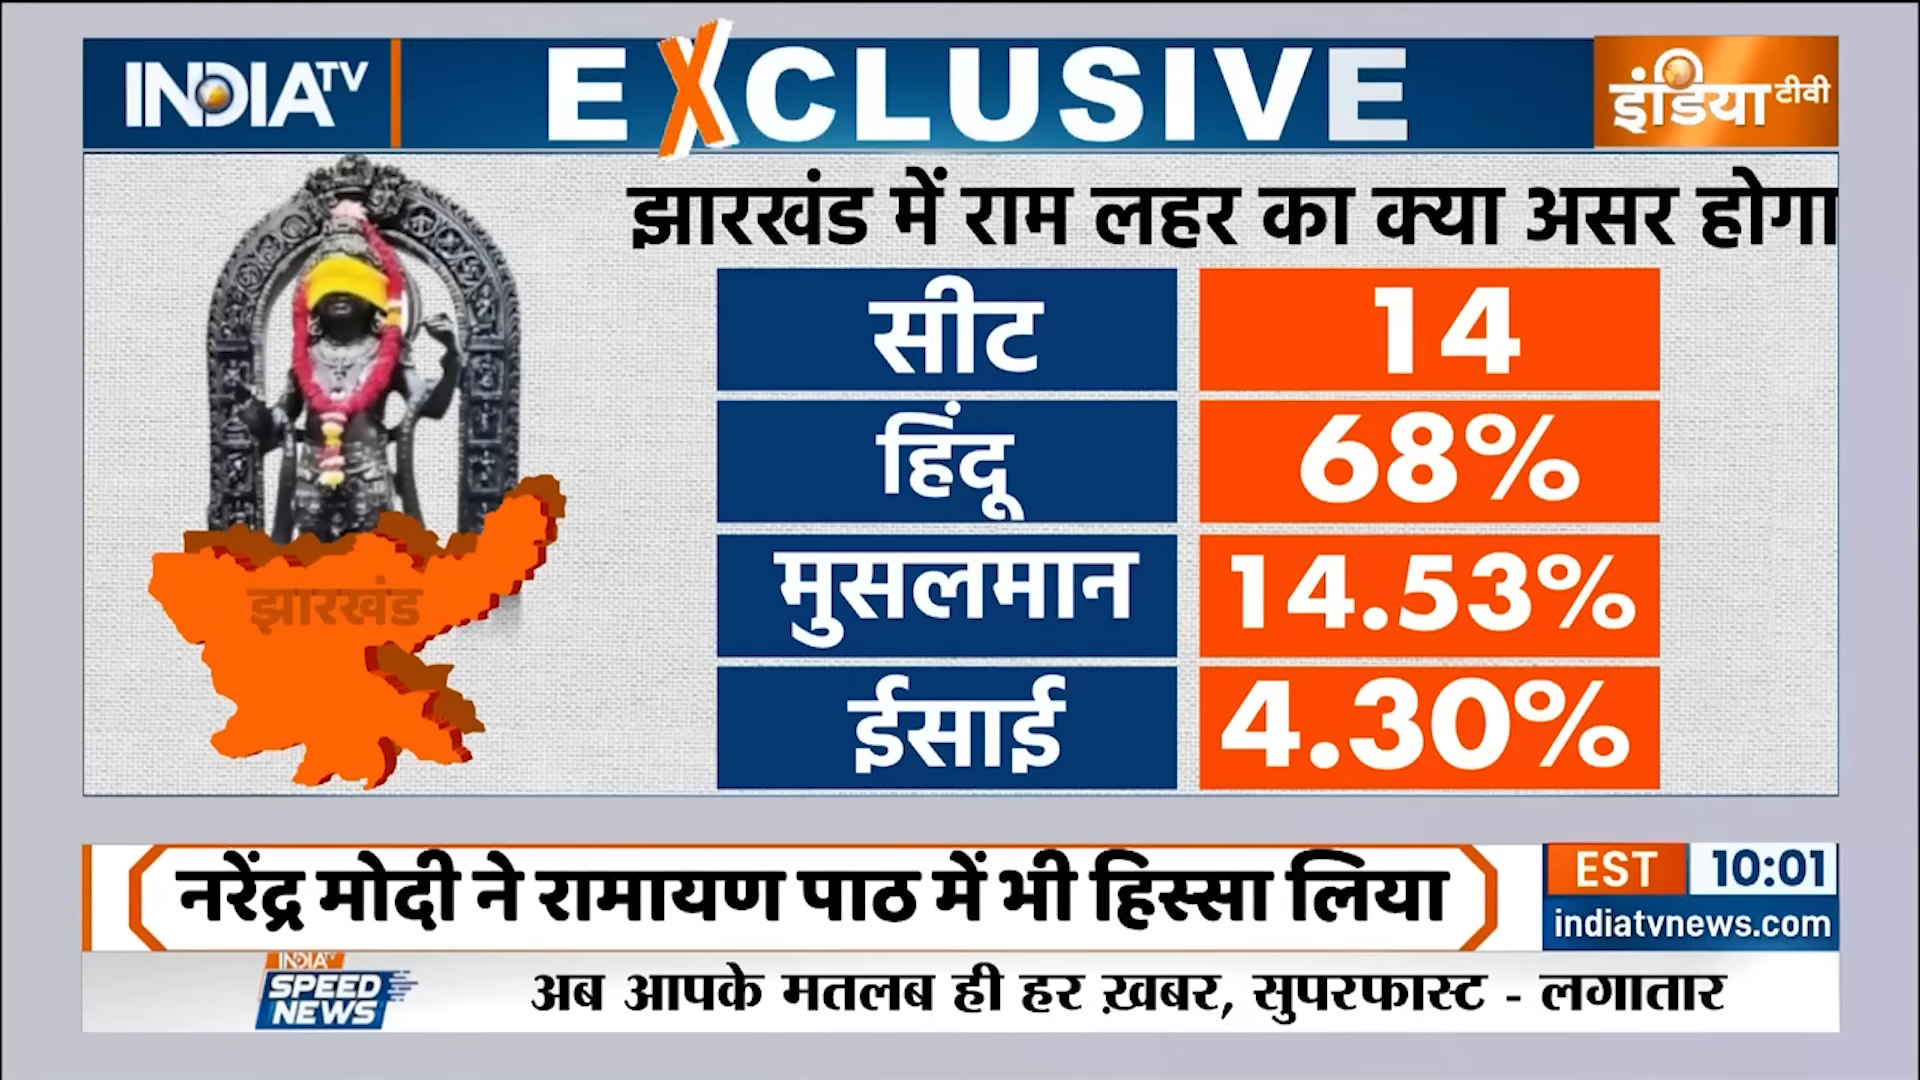 INDIA TV
EXCLUSIVE
इंडिया टीवी
झारखंड में राम लहर का क्या असर होगा
सीट 14
हिंदू 68%
मुसलमान 14.53%
ईसाई 4.30%
झारखंड
नरेंद्र मोदी ने रामायण पाठ में भी हिस्सा लिया
EST 10:01
indiatvnews.com
INDIA TV
SPEED
NEWS
अब आपके मतलब ही हर ख़बर, सुपरफास्ट - लगातार